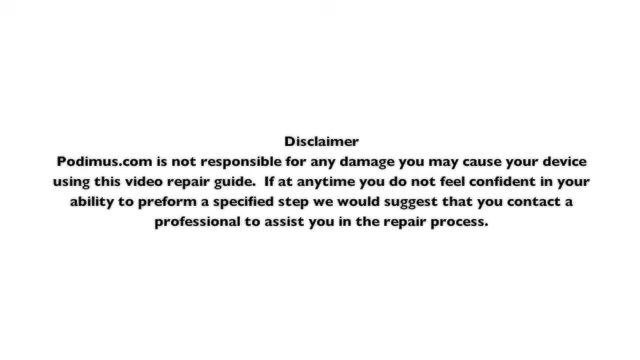 Disclaimer
Podimus.com is not responsible for any damage you may cause your device
using this video repair guide.  If at anytime you do not feel confident in your
ability to preform a specified step we would suggest that you contact a
professional to assist you in the repair process.